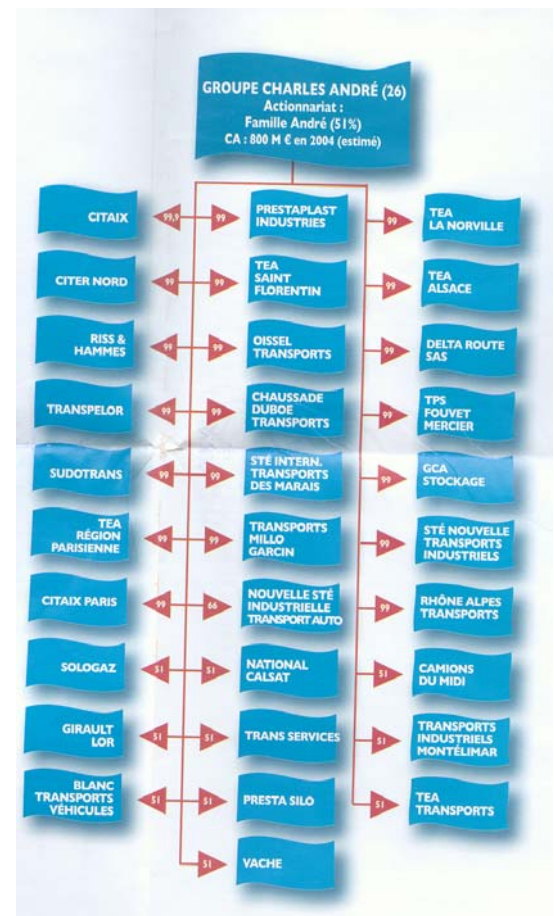 GROUPE CHARLES ANDRÉ (26)
Actionnariat :
Famille André (51%)
CA : 800 M € en 2004 (estimé)
CITAIX
99,9
99
PRESTAPLAST
INDUSTRIES
99
TEA
LA NORVILLE
CITER NORD
99
99
TEA
SAINT
FLORENTIN
99
TEA
ALSACE
RISS &
HAMMES
99
99
OISSEL
TRANSPORTS
99
DELTA ROUTE
SAS
TRANSPELOR
99
99
CHAUSSADE
DUBOE
TRANSPORTS
99
TPS
FOUVET
MERCIER
SUDOTRANS
99
99
STÉ INTERN.
TRANSPORTS
DES MARAIS
99
GCA
STOCKAGE
TEA
RÉGION
PARISIENNE
99
99
TRANSPORTS
MILLO
GARCIN
99
STÉ NOUVELLE
TRANSPORTS
INDUSTRIELS
CITAIX PARIS
99
66
NOUVELLE STÉ
INDUSTRIELLE
TRANSPORT AUTO
99
RHÔNE ALPES
TRANSPORTS
SOLOGAZ
51
51
NATIONAL
CALSAT
51
CAMIONS
DU MIDI
GIRAULT
LOR
51
51
TRANS SERVICES
51
TRANSPORTS
INDUSTRIELS
MONTÉLIMAR
BLANC
TRANSPORTS
VÉHICULES
51
51
PRESTA SILO
51
TEA
TRANSPORTS
51
VACHE